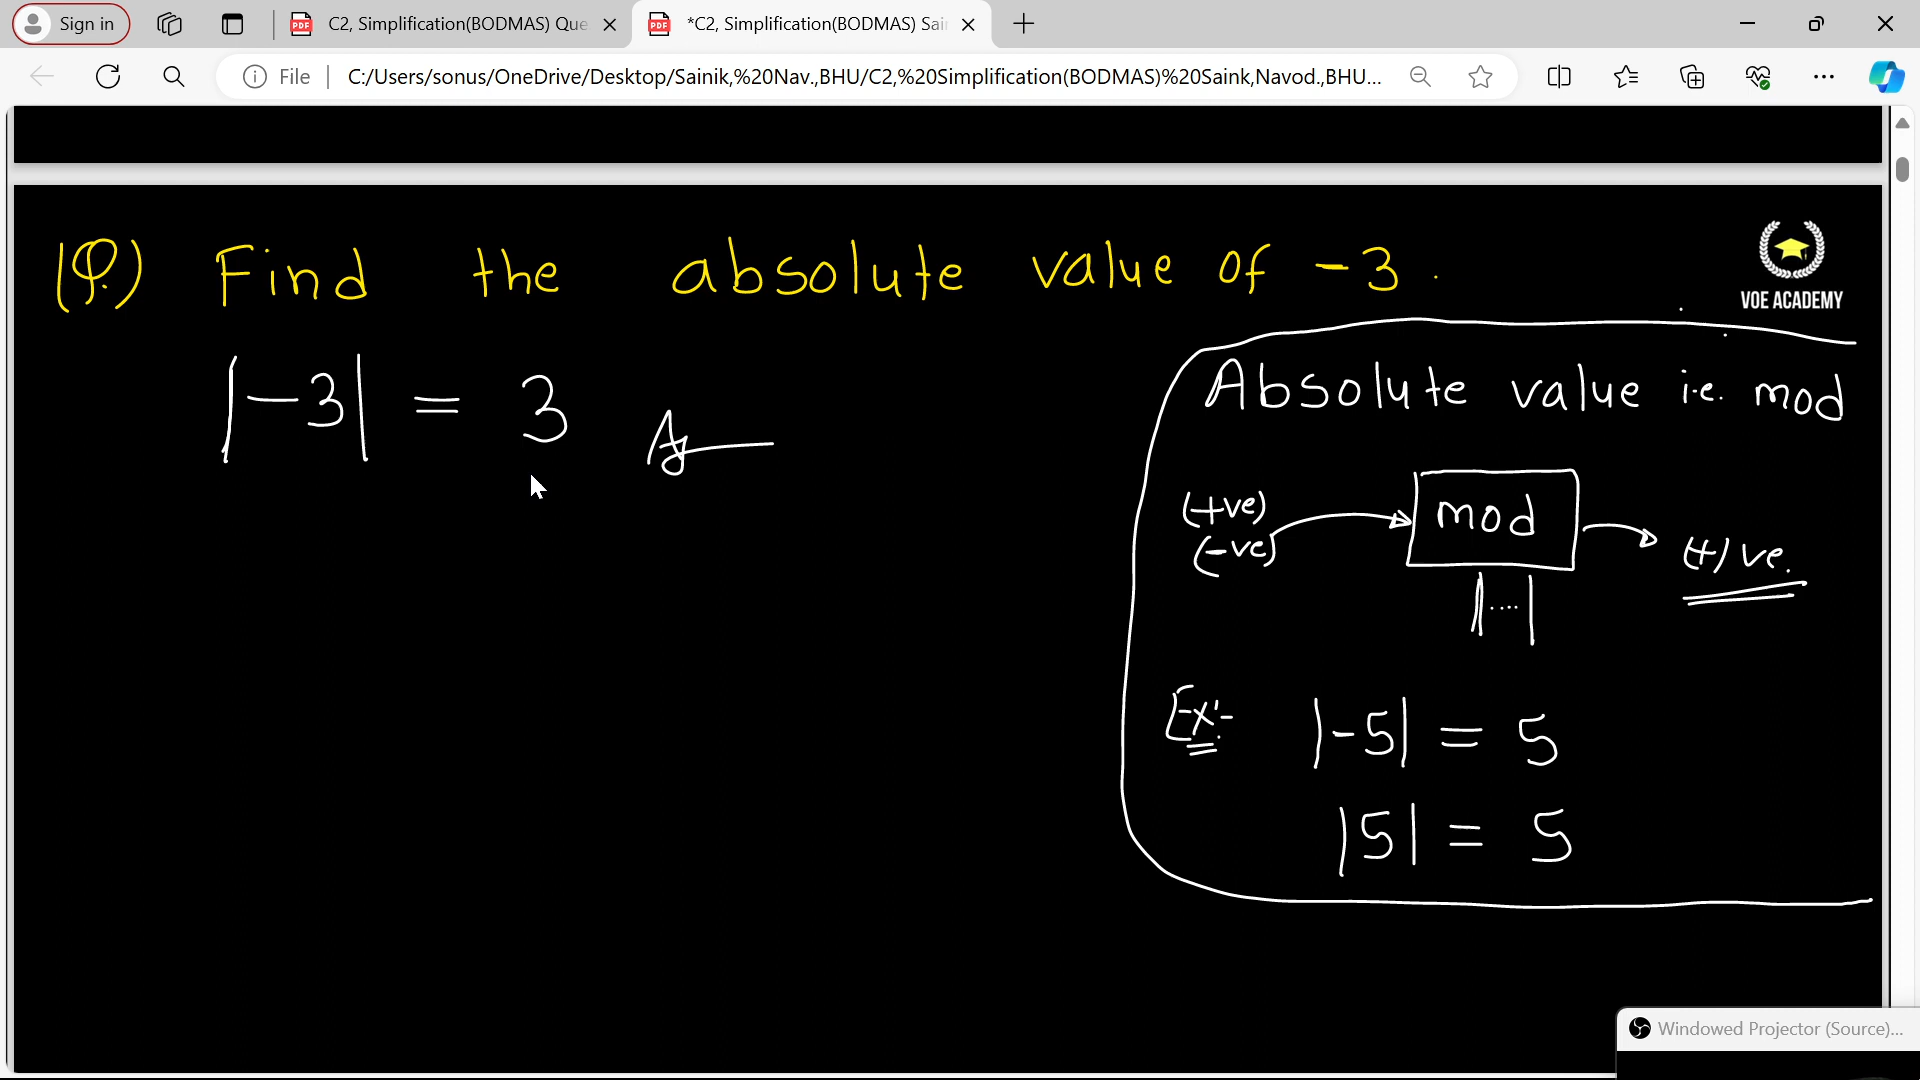 Sign in
C2, Simplification(BODMAS) Que
*C2, Simplification(BODMAS) Sai
File
C:/Users/sonus/OneDrive/Desktop/Sainik,%20Nav.,BHU/C2,%20Simplification(BODMAS)%20Saink,Navod.,BHU...
(Q.) Find the absolute value of -3.
VOE ACADEMY
|-3| = 3
Absolute value i.e. mod
(+ve)
(-ve)
mod
(+)ve.
|....|
Ex:- |-5| = 5
|5| = 5
Windowed Projector (Source)...